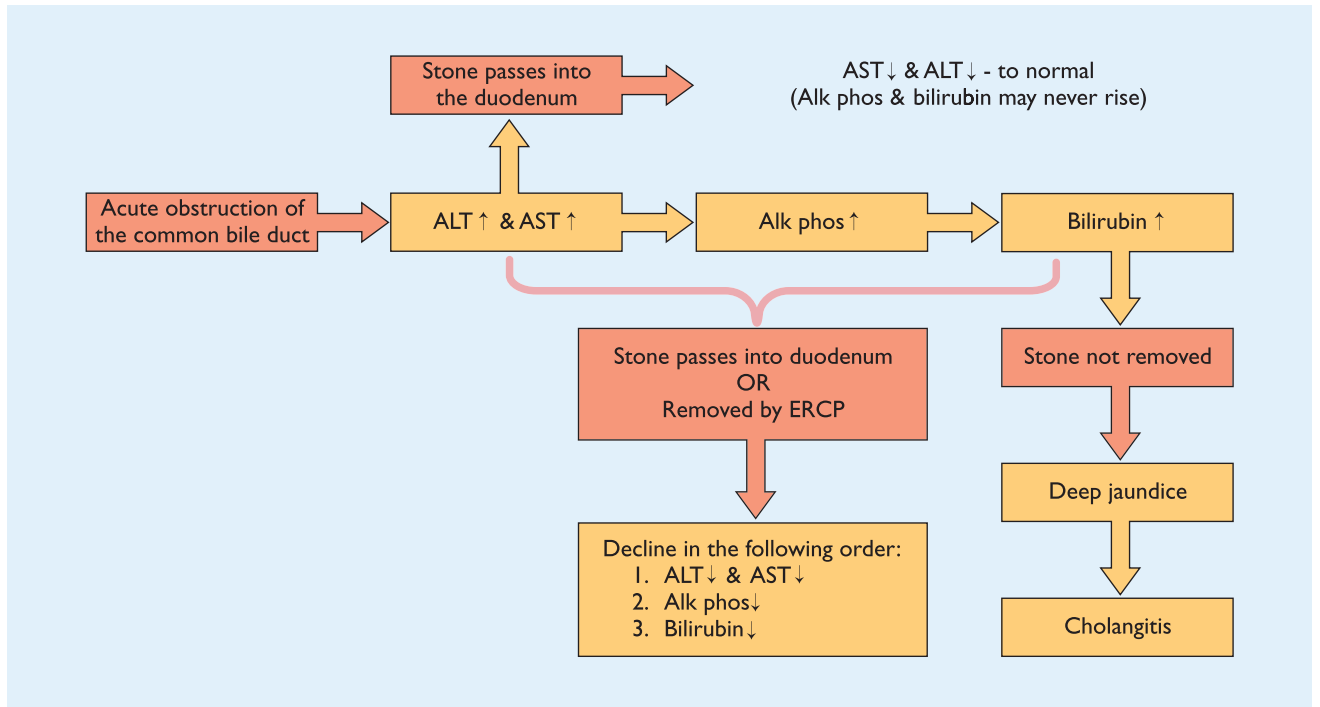 Stone passes into
the duodenum
AST↓ & ALT↓ - to normal
(Alk phos & bilirubin may never rise)
Acute obstruction of
the common bile duct
ALT↑ & AST↑
Alk phos↑
Bilirubin ↑
Stone passes into duodenum
OR
Removed by ERCP
Stone not removed
Deep jaundice
Decline in the following order:
1. ALT↓ & AST↓
2. Alk phos↓
3. Bilirubin↓
Cholangitis